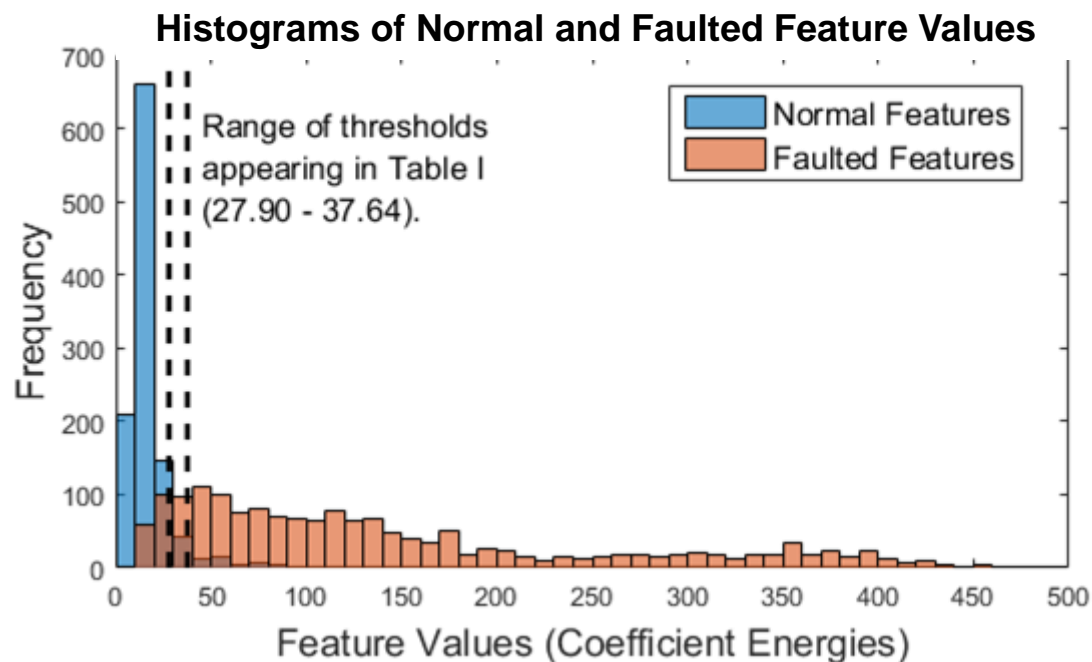 Histograms of Normal and Faulted Feature Values
700
600
500
400
300
200
100
0
Frequency
Range of thresholds
appearing in Table I
(27.90 - 37.64).
Normal Features
Faulted Features
0 50 100 150 200 250 300 350 400 450 500
Feature Values (Coefficient Energies)